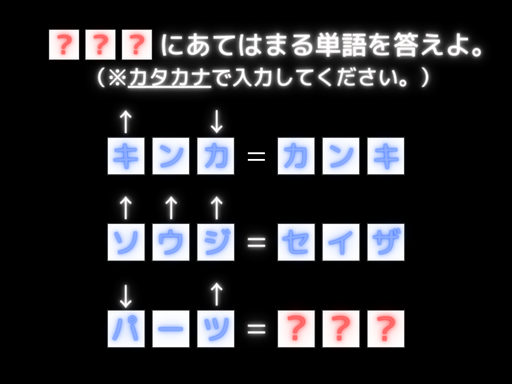 ？？？にあてはまる単語を答えよ。
（※カタカナで入力してください。）
↑ ↓
キンカ＝カンキ
↑ ↑ ↑
ソウジ＝セイザ
↓ ↑
パーツ＝？？？